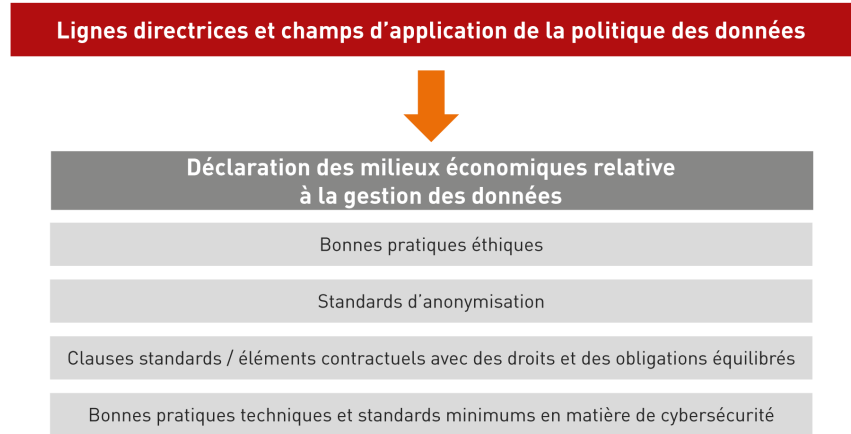 Lignes directrices et champs d'application de la politique des données
Déclaration des milieux économiques relative
à la gestion des données
Bonnes pratiques éthiques
Standards d'anonymisation
Clauses standards / éléments contractuels avec des droits et des obligations équilibrés
Bonnes pratiques techniques et standards minimums en matière de cybersécurité